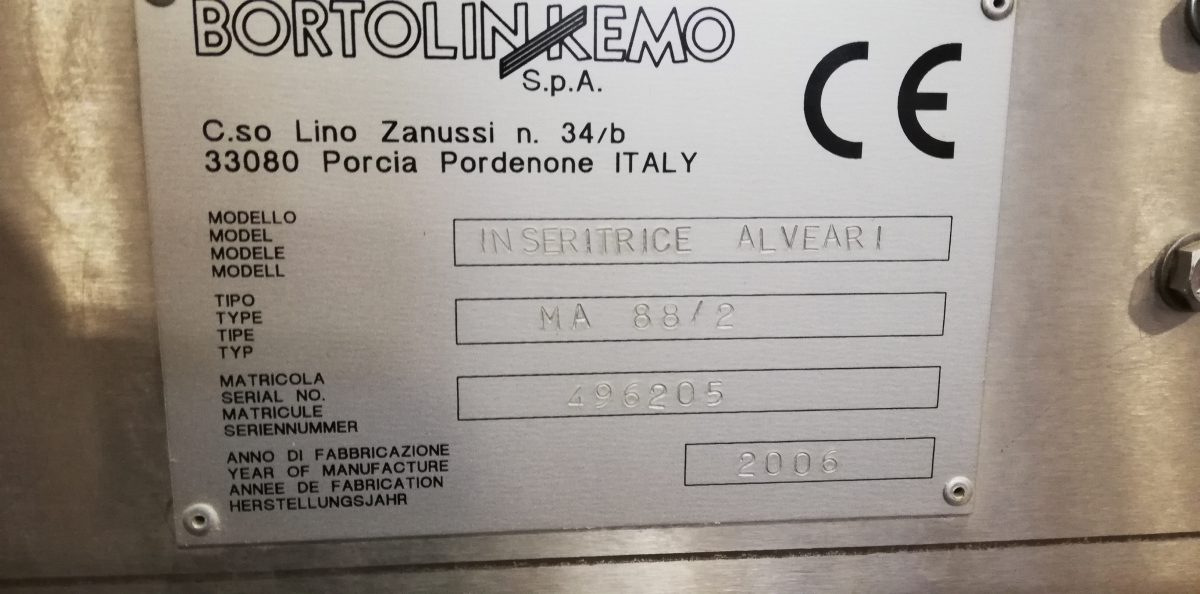 BORTOLIN KEMO
S.p.A.
CE
C.so Lino Zanussi n. 34/b
33080 Porcia Pordenone ITALY
MODELLO
MODEL
MODELE
MODELL
INSERITRICE ALVEARI
TIPO
TYPE
TIPE
TYP
MA 88/2
MATRICOLA
SERIAL NO.
MATRICULE
SERIENNUMMER
496205
ANNO DI FABBRICAZIONE
YEAR OF MANUFACTURE
ANNEE DE FABRICATION
HERSTELLUNGSJAHR
2006